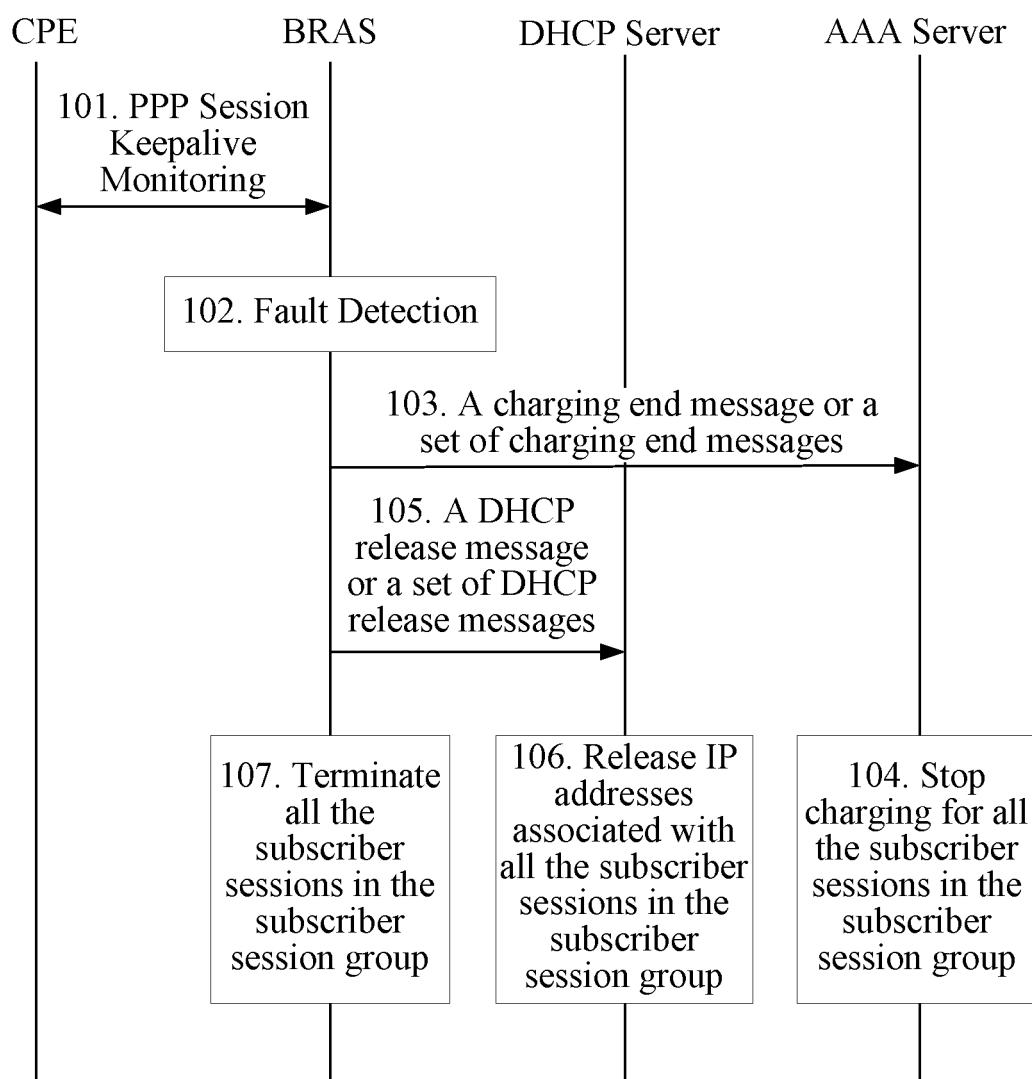 CPE
BRAS
DHCP Server
AAA Server
101. PPP Session
Keepalive
Monitoring
102. Fault Detection
103. A charging end message or a
set of charging end messages
105. A DHCP
release message
or a set of DHCP
release messages
107. Terminate
all the
subscriber
sessions in the
subscriber
session group
106. Release IP
addresses
associated with
all the subscriber
sessions in the
subscriber
session group
104. Stop
charging for all
the subscriber
sessions in the
subscriber
session group